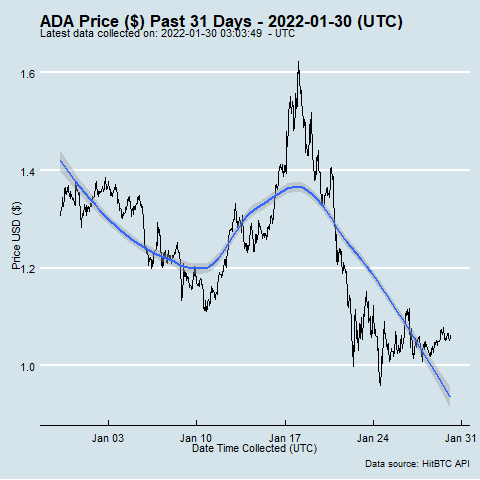 ADA Price ($) Past 31 Days - 2022-01-30 (UTC)
Latest data collected on: 2022-01-30 03:03:49  - UTC
1.6
1.4
1.2
1.0
Price USD ($)
Jan 03 Jan 10 Jan 17 Jan 24 Jan 31
Date Time Collected (UTC)
Data source: HitBTC API